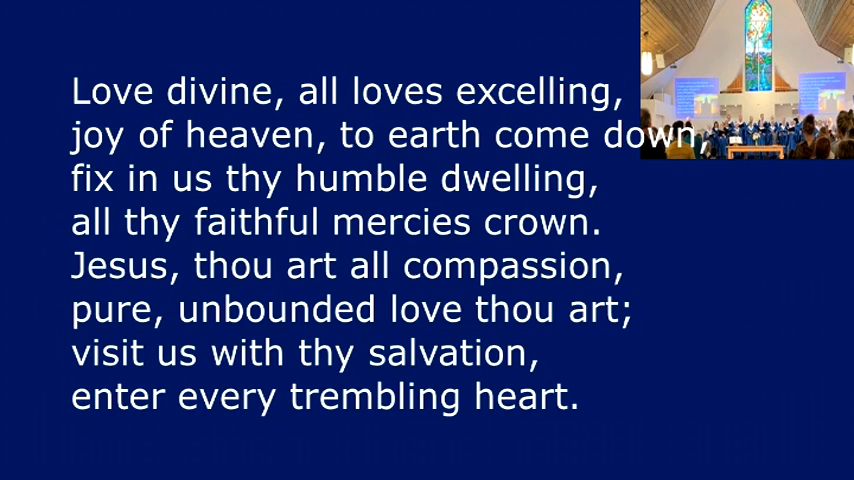 Love divine, all loves excelling,
joy of heaven, to earth come down,
fix in us thy humble dwelling,
all thy faithful mercies crown.
Jesus, thou art all compassion,
pure, unbounded love thou art;
visit us with thy salvation,
enter every trembling heart.